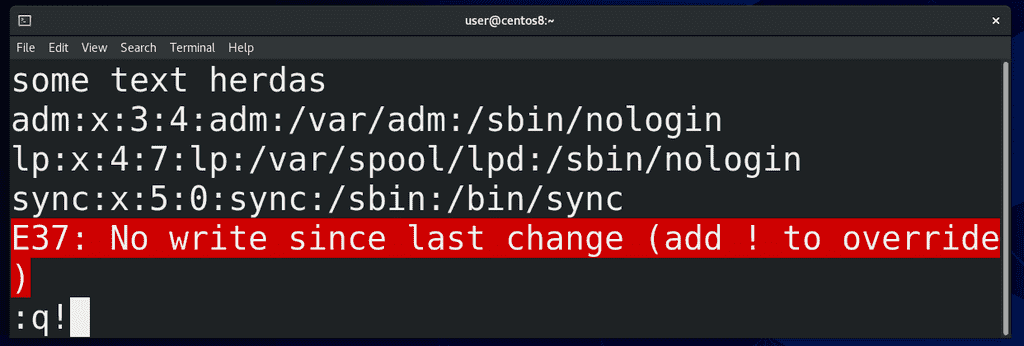 user@centos8:~ ×
File Edit View Search Terminal Help
some text herdas
adm:x:3:4:adm:/var/adm:/sbin/nologin
lp:x:4:7:lp:/var/spool/lpd:/sbin/nologin
sync:x:5:0:sync:/sbin:/bin/sync
E37: No write since last change (add ! to override
)
:q!